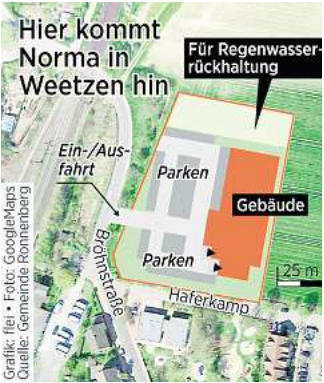 Hier kommt
Norma in
Weetzen hin
Für Regenwasser-
rückhaltung
Ein-/Aus-
fahrt
Parken
Gebäude
Parken
Bröhnstraße
Haferkamp
25 m
Grafik: flei • Foto: GoogleMaps
Quelle: Gemeinde Ronnenberg